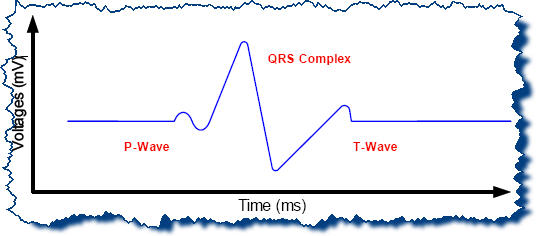 QRS Complex
Voltages (mV)
P-Wave
T-Wave
Time (ms)